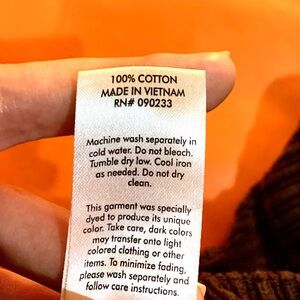 100% COTTON
MADE IN VIETNAM
RN# 090233
Machine wash separately in
cold water. Do not bleach.
Tumble dry low. Cool iron
as needed. Do not dry
clean.
This garment was specially
dyed to produce its unique
color. Take care, dark colors
may transfer onto light
colored clothing or other
items. To minimize fading,
please wash separately and
follow care instructions.